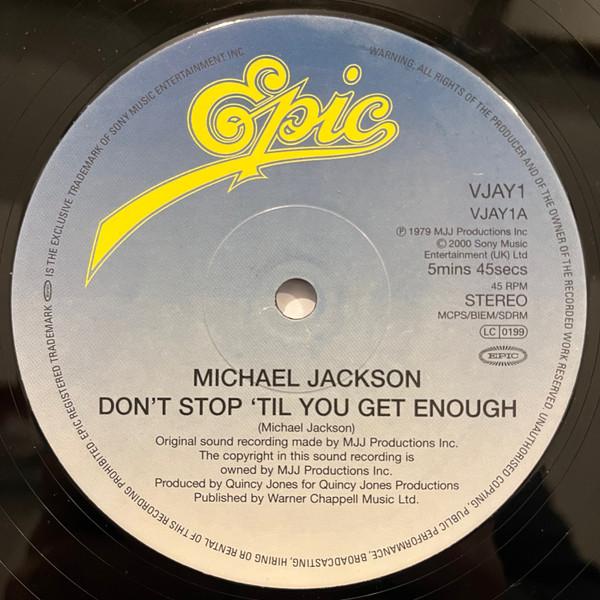 Epic
VJAY1
VJAY1A
℗ 1979 MJJ Productions Inc
© 2000 Sony Music
Entertainment (UK) Ltd
5mins 45secs
45 RPM
STEREO
MCPS/BIEM/SDRM
LC 0199
EPIC
MICHAEL JACKSON
DON'T STOP 'TIL YOU GET ENOUGH
(Michael Jackson)
Original sound recording made by MJJ Productions Inc.
The copyright in this sound recording is
owned by MJJ Productions Inc.
Produced by Quincy Jones for Quincy Jones Productions
Published by Warner Chappell Music Ltd.
WARNING: ALL RIGHTS OF THE PRODUCER AND OF THE OWNER OF THE RECORDED WORK RESERVED. UNAUTHORISED COPYING, PUBLIC PERFORMANCE, BROADCASTING, HIRING OR RENTAL OF THIS RECORDING PROHIBITED. EPIC REGISTERED TRADEMARK EPIC IS THE EXCLUSIVE TRADEMARK OF SONY MUSIC ENTERTAINMENT INC